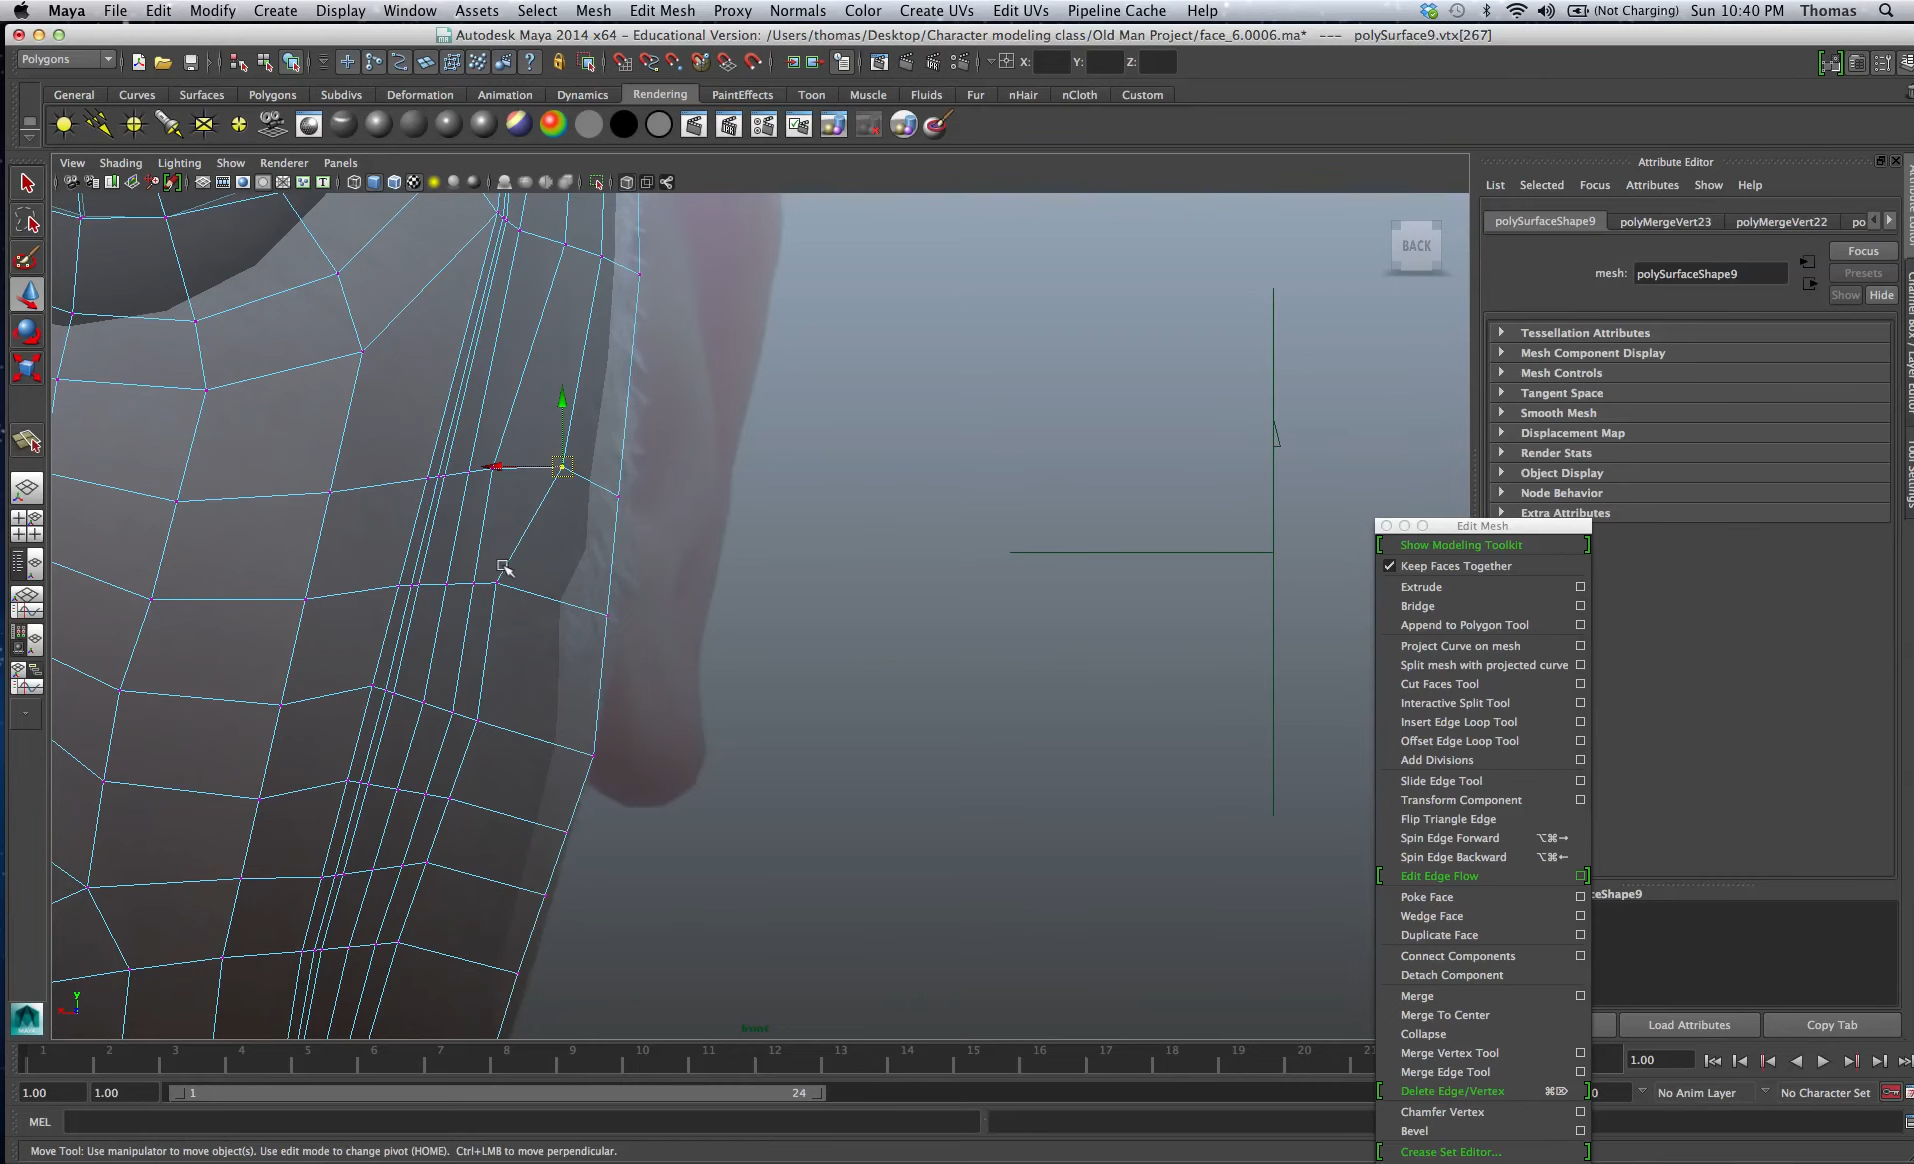 Maya File Edit Modify Create Display Window Assets Select Mesh Edit Mesh Proxy Normals Color Create UVs Edit UVs Pipeline Cache Help (Not Charging) Sun 10:40 PM Thomas
Autodesk Maya 2014 x64 – Educational Version: /Users/thomas/Desktop/Character modeling class/Old Man Project/face_6.0006.ma* --- polySurface9.vtx[267]
Polygons X: Y: Z:
General Curves Surfaces Polygons Subdivs Deformation Animation Dynamics Rendering PaintEffects Toon Muscle Fluids Fur nHair nCloth Custom
View Shading Lighting Show Renderer Panels
BACK
front
y
Attribute Editor
List Selected Focus Attributes Show Help
polySurfaceShape9 polyMergeVert23 polyMergeVert22 po
Focus
mesh: polySurfaceShape9
Presets
Show Hide
Tessellation Attributes
Mesh Component Display
Mesh Controls
Tangent Space
Smooth Mesh
Displacement Map
Render Stats
Object Display
Node Behavior
Extra Attributes
Edit Mesh
Show Modeling Toolkit
Keep Faces Together
Extrude
Bridge
Append to Polygon Tool
Project Curve on mesh
Split mesh with projected curve
Cut Faces Tool
Interactive Split Tool
Insert Edge Loop Tool
Offset Edge Loop Tool
Add Divisions
Slide Edge Tool
Transform Component
Flip Triangle Edge
Spin Edge Forward ⌥⌘→
Spin Edge Backward ⌥⌘←
Edit Edge Flow
Poke Face
Wedge Face
Duplicate Face
Connect Components
Detach Component
Merge
Merge To Center
Collapse
Merge Vertex Tool
Merge Edge Tool
Delete Edge/Vertex ⌘⌦
Chamfer Vertex
Bevel
Crease Set Editor...
eShape9
Load Attributes Copy Tab
1 2 3 4 5 6 7 8 9 10 11 12 13 14 15 16 17 18 19 20 1.00
1.00 1.00 1 24 0 No Anim Layer No Character Set
MEL
Move Tool: Use manipulator to move object(s). Use edit mode to change pivot (HOME). Ctrl+LMB to move perpendicular.